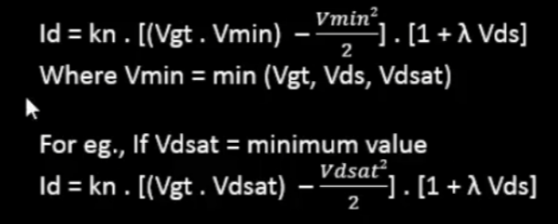 Id = kn . [(Vgt . Vmin) − Vmin²/2] . [1 + λ Vds]
Where Vmin = min (Vgt, Vds, Vdsat)
For eg., If Vdsat = minimum value
Id = kn . [(Vgt . Vdsat) − Vdsat²/2] . [1 + λ Vds]